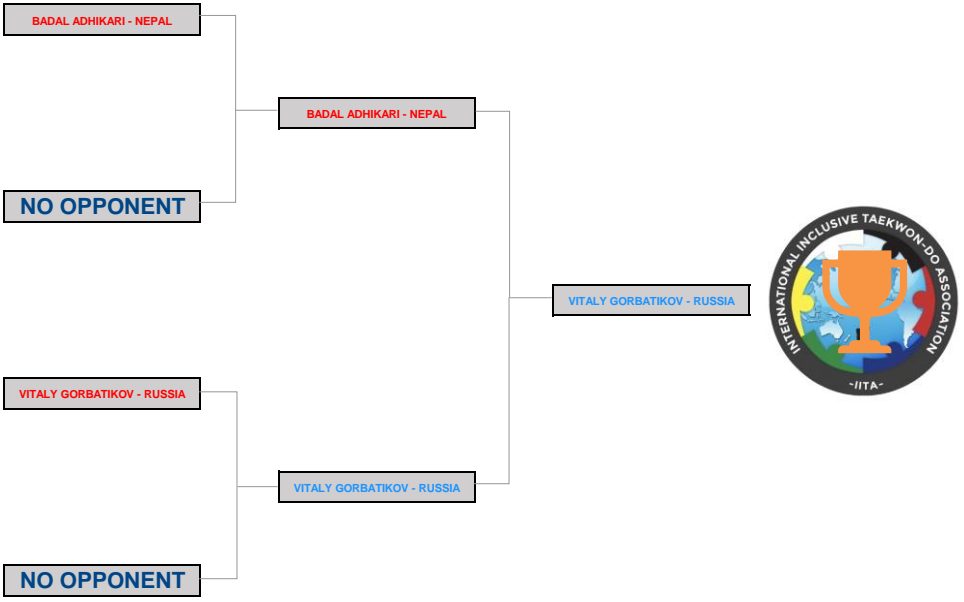 BADAL ADHIKARI - NEPAL
BADAL ADHIKARI - NEPAL
NO OPPONENT
INTERNATIONAL INCLUSIVE TAEKWON-DO ASSOCIATION
VITALY GORBATIKOV - RUSSIA
-IITA-
VITALY GORBATIKOV - RUSSIA
VITALY GORBATIKOV - RUSSIA
NO OPPONENT